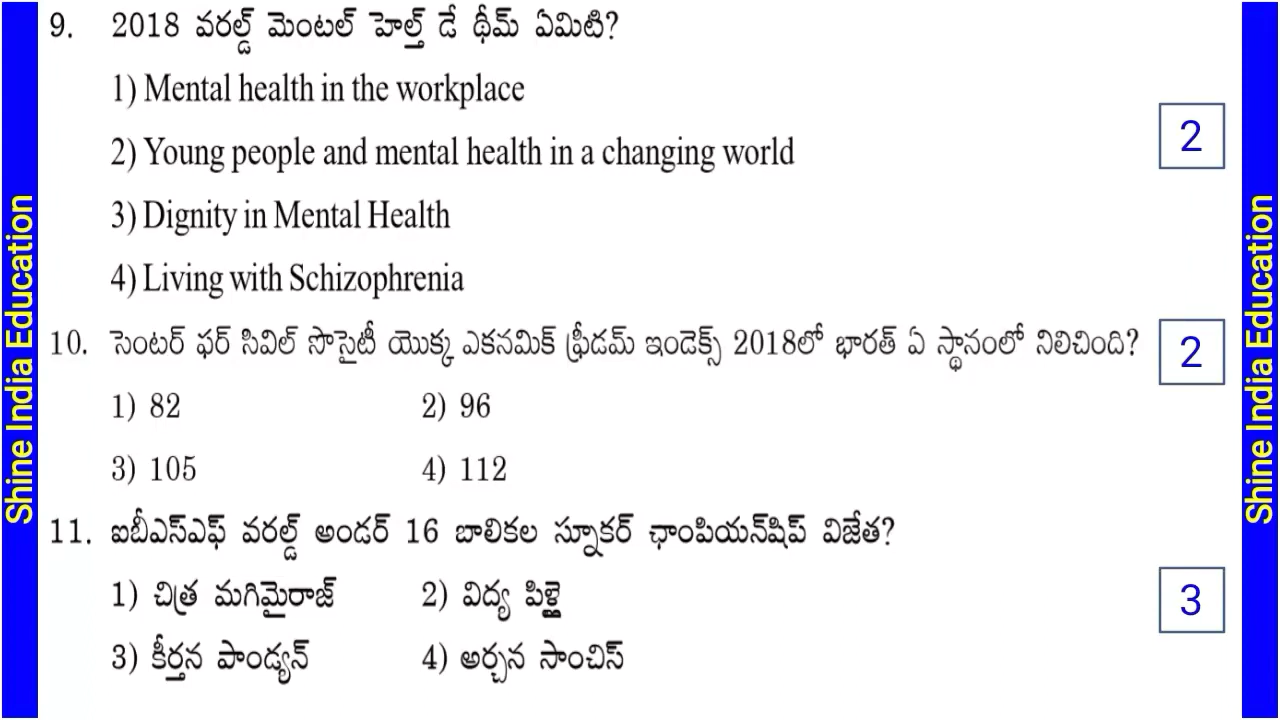 Shine India Education
9. 2018 వరల్డ్ మెంటల్ హెల్త్ డే థీమ్ ఏమిటి?
1) Mental health in the workplace
2) Young people and mental health in a changing world
2
3) Dignity in Mental Health
4) Living with Schizophrenia
10. సెంటర్ ఫర్ సివిల్ సొసైటీ యొక్క ఎకనమిక్ ఫ్రీడమ్ ఇండెక్స్ 2018లో భారత్ ఏ స్థానంలో నిలిచింది?
2
1) 82 2) 96
3) 105 4) 112
11. ఐబీఎస్ఎఫ్ వరల్డ్ అండర్ 16 బాలికల స్నూకర్ ఛాంపియన్‌షిప్ విజేత?
1) చిత్ర మగిమైరాజ్ 2) విద్య పిళ్లై
3
3) కీర్తన పాండ్యన్ 4) అర్చన సాంచిస్
Shine India Education